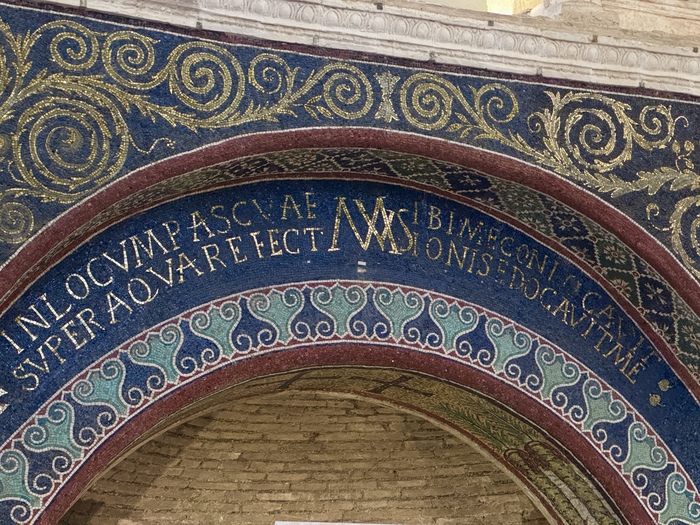 INLOCVMPASCVAE IBIMECONLOCAVIT
SVPERAQVAREFECT IONISEDOCAVITME